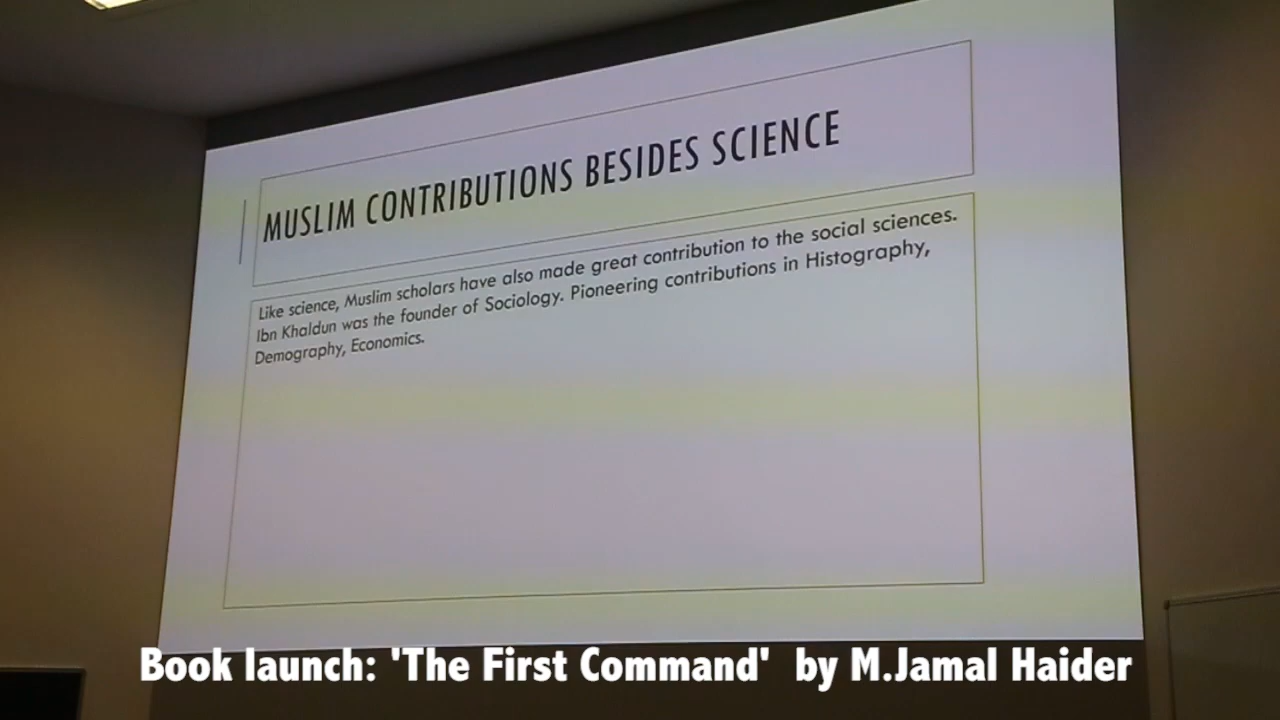 MUSLIM CONTRIBUTIONS BESIDES SCIENCE
Like science, Muslim scholars have also made great contribution to the social sciences.
Ibn Khaldun was the founder of Sociology. Pioneering contributions in Histography,
Demography, Economics.
Book launch: 'The First Command' by M.Jamal Haider